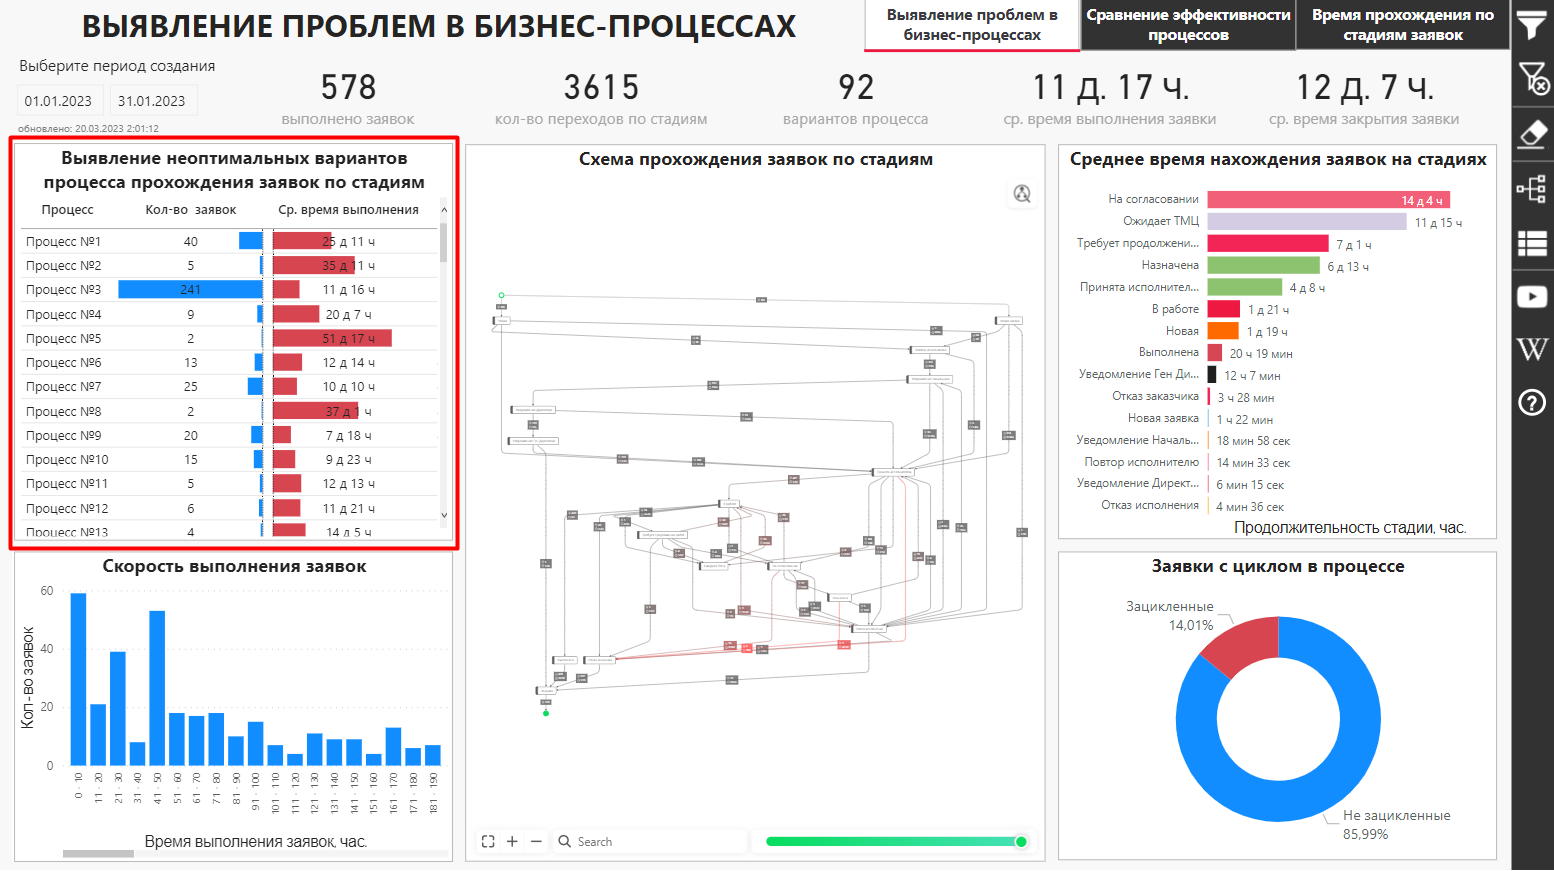 ВЫЯВЛЕНИЕ ПРОБЛЕМ В БИЗНЕС-ПРОЦЕССАХ
Выявление проблем в
бизнес-процессах
Сравнение эффективности
процессов
Время прохождения по
стадиям заявок
Выберите период создания
01.01.2023
31.01.2023
обновлено: 20.03.2023 2:01:12
578
выполнено заявок
3615
кол-во переходов по стадиям
92
вариантов процесса
11 д. 17 ч.
ср. время выполнения заявки
12 д. 7 ч.
ср. время закрытия заявки
Выявление неоптимальных вариантов
процесса прохождения заявок по стадиям
Процесс Кол-во заявок Ср. время выполнения
Процесс №1 40 25 д 11 ч
Процесс №2 5 35 д 11 ч
Процесс №3 241 11 д 16 ч
Процесс №4 9 20 д 7 ч
Процесс №5 2 51 д 17 ч
Процесс №6 13 12 д 14 ч
Процесс №7 25 10 д 10 ч
Процесс №8 2 37 д 1 ч
Процесс №9 20 7 д 18 ч
Процесс №10 15 9 д 23 ч
Процесс №11 5 12 д 13 ч
Процесс №12 6 11 д 21 ч
Процесс №13 4 14 д 5 ч
Скорость выполнения заявок
Кол-во заявок
60
40
20
0
0 - 10
11 - 20
21 - 30
31 - 40
41 - 50
51 - 60
61 - 70
71 - 80
81 - 90
91 - 100
101 - 110
111 - 120
121 - 130
131 - 140
141 - 150
151 - 160
161 - 170
171 - 180
181 - 190
Время выполнения заявок, час.
Схема прохождения заявок по стадиям
Search
Среднее время нахождения заявок на стадиях
На согласовании 14 д 4 ч
Ожидает ТМЦ 11 д 15 ч
Требует продолжени... 7 д 1 ч
Назначена 6 д 13 ч
Принята исполнител... 4 д 8 ч
В работе 1 д 21 ч
Новая 1 д 19 ч
Выполнена 20 ч 19 мин
Уведомление Ген Ди... 12 ч 7 мин
Отказ заказчика 3 ч 28 мин
Новая заявка 1 ч 22 мин
Уведомление Началь... 18 мин 58 сек
Повтор исполнителю 14 мин 33 сек
Уведомление Директ... 6 мин 15 сек
Отказ исполнения 4 мин 36 сек
Продолжительность стадии, час.
Заявки с циклом в процессе
Зацикленные
14,01%
Не зацикленные
85,99%
W